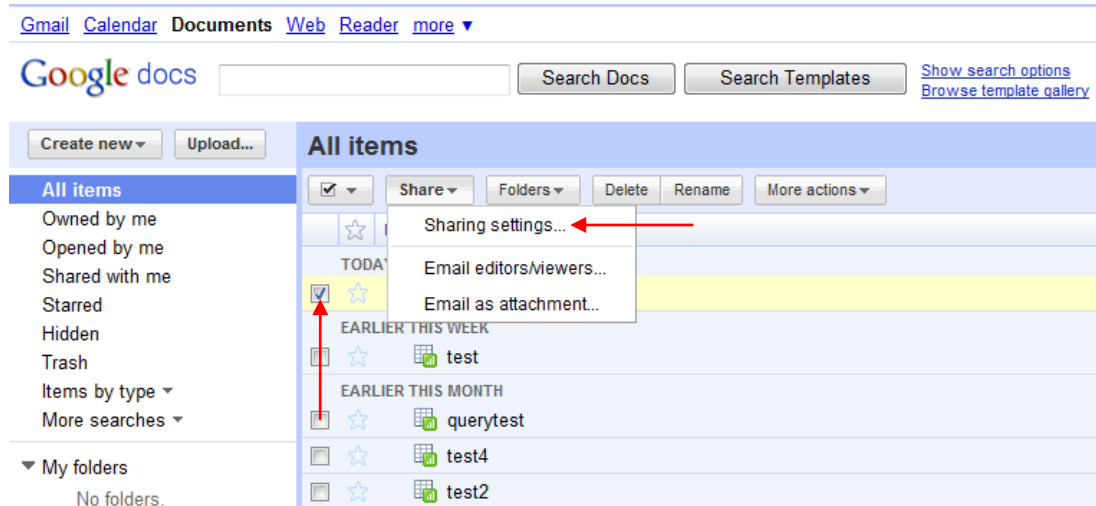 Gmail Calendar Documents Web Reader more ▼
Google docs Search Docs Search Templates Show search options
Browse template gallery
Create new Upload... All items
All items Share Folders Delete Rename More actions
Owned by me Sharing settings...
Opened by me
Shared with me TODAY Email editors/viewers...
Starred Email as attachment...
Hidden EARLIER THIS WEEK
Trash test
Items by type EARLIER THIS MONTH
More searches querytest
test4
My folders
No folders. test2